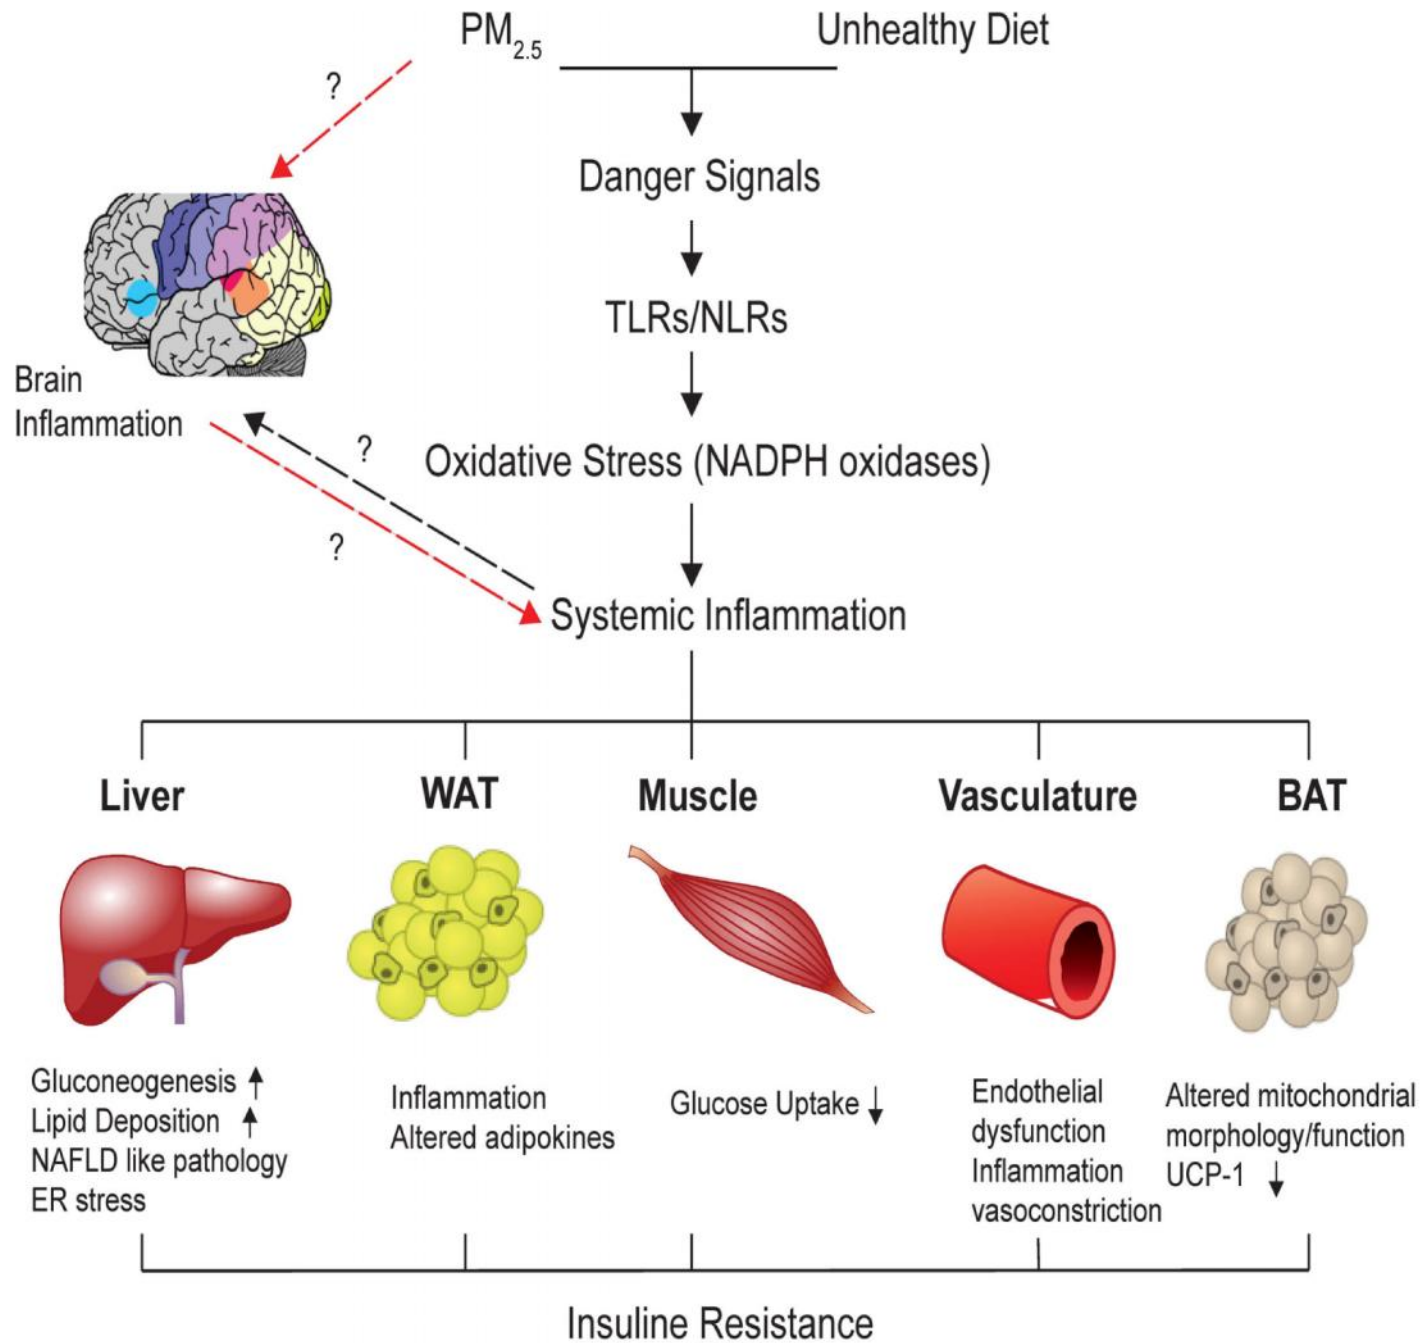 PM2.5
Unhealthy Diet
?
Danger Signals
TLRs/NLRs
Brain
Inflammation
?
Oxidative Stress (NADPH oxidases)
?
Systemic Inflammation
Liver
WAT
Muscle
Vasculature
BAT
Gluconeogenesis ↑
Lipid Deposition ↑
NAFLD like pathology
ER stress
Inflammation
Altered adipokines
Glucose Uptake ↓
Endothelial
dysfunction
Inflammation
vasoconstriction
Altered mitochondrial
morphology/function
UCP-1 ↓
Insuline Resistance